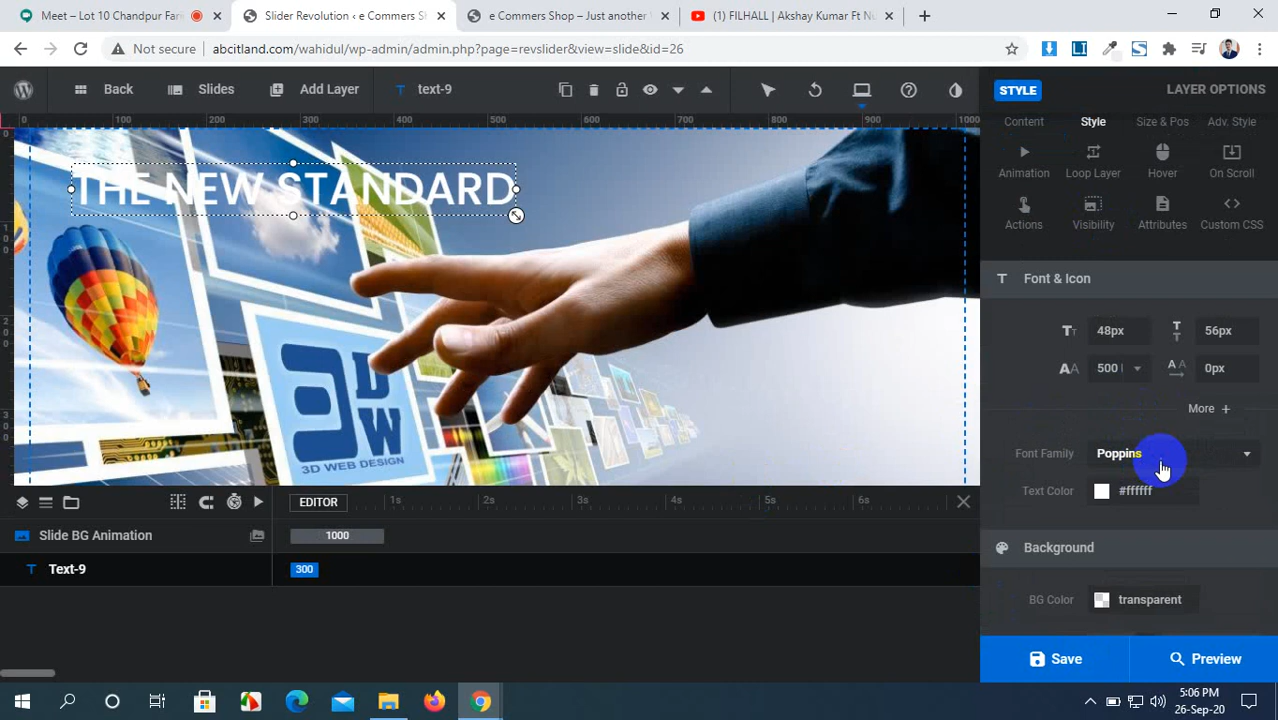 Meet – Lot 10 Chandpur Fari
Slider Revolution ‹ e Commers Sh
e Commers Shop – Just another W
(1) FILHALL | Akshay Kumar Ft Nu
Not secure
abcitland.com/wahidul/wp-admin/admin.php?page=revslider&view=slide&id=26
Back
Slides
Add Layer
text-9
STYLE
LAYER OPTIONS
0 100 200 300 400 500 600 700 800 900 1000
Content
Style
Size & Pos
Adv. Style
Animation
Loop Layer
Hover
On Scroll
Actions
Visibility
Attributes
Custom CSS
THE NEW STANDARD
3D WEB DESIGN
Font & Icon
48px
56px
500
0px
More +
Font Family
Poppins
Text Color
#ffffff
Background
BG Color
transparent
Save
Preview
EDITOR
1s 2s 3s 4s 5s 6s
Slide BG Animation
1000
Text-9
300
5:06 PM
26-Sep-20